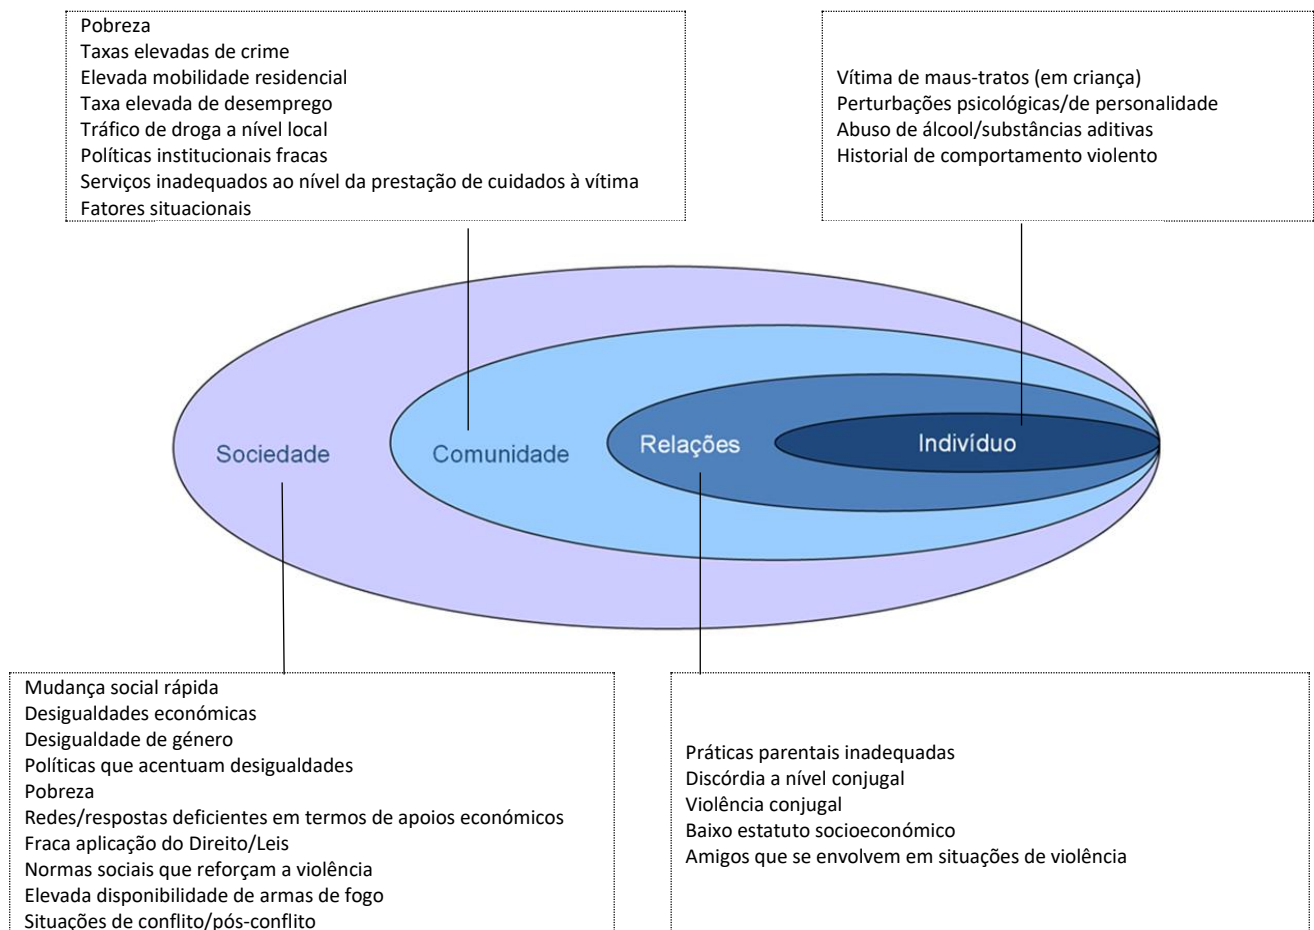 Pobreza
Taxas elevadas de crime
Elevada mobilidade residencial
Taxa elevada de desemprego
Tráfico de droga a nível local
Políticas institucionais fracas
Serviços inadequados ao nível da prestação de cuidados à vítima
Fatores situacionais
Vítima de maus-tratos (em criança)
Perturbações psicológicas/de personalidade
Abuso de álcool/substâncias aditivas
Historial de comportamento violento
Sociedade
Comunidade
Relações
Indivíduo
Mudança social rápida
Desigualdades económicas
Desigualdade de género
Políticas que acentuam desigualdades
Pobreza
Redes/respostas deficientes em termos de apoios económicos
Fraca aplicação do Direito/Leis
Normas sociais que reforçam a violência
Elevada disponibilidade de armas de fogo
Situações de conflito/pós-conflito
Práticas parentais inadequadas
Discórdia a nível conjugal
Violência conjugal
Baixo estatuto socioeconómico
Amigos que se envolvem em situações de violência